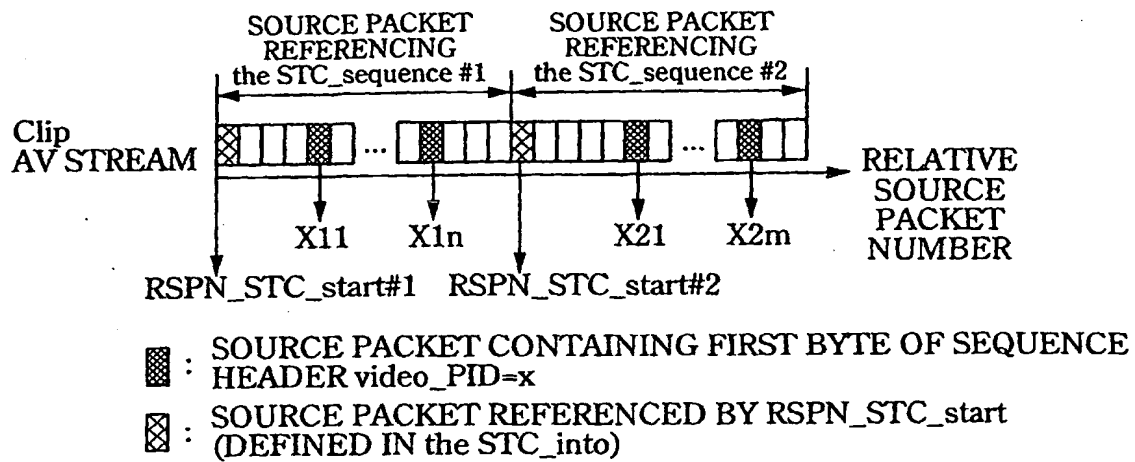 SOURCE PACKET
REFERENCING
the STC_sequence #1
SOURCE PACKET
REFERENCING
the STC_sequence #2
Clip
AV STREAM
...
...
RELATIVE
SOURCE
PACKET
NUMBER
X11
X1n
X21
X2m
RSPN_STC_start#1
RSPN_STC_start#2
: SOURCE PACKET CONTAINING FIRST BYTE OF SEQUENCE
HEADER video_PID=x
: SOURCE PACKET REFERENCED BY RSPN_STC_start
(DEFINED IN the STC_into)